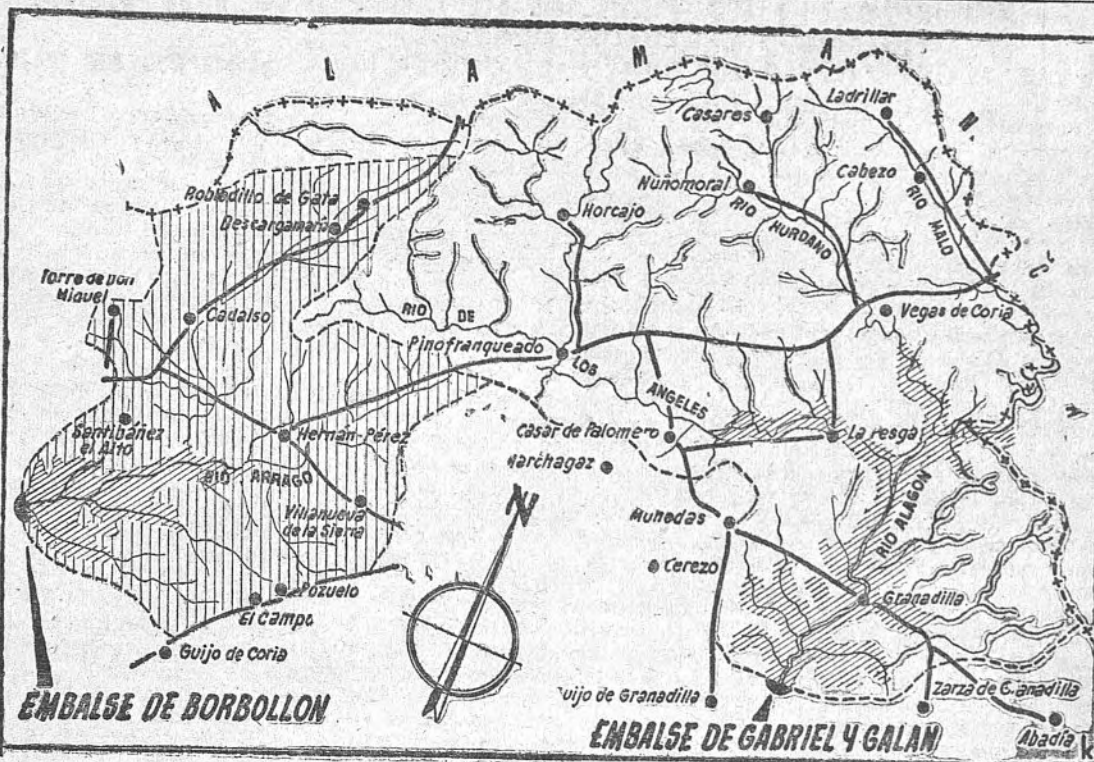 A L A M A N C A
Ladrillar
Casares
Cabezo
Nuñomoral
RIO HURDANO
RIO MALO
Robledillo de Gata
Descargamaría
Horcajo
Torre de Don
Miguel
Cadalso
RIO DE LOS ANGELES
Pinofranqueado
Vegas de Coria
Santibáñez
el Alto
Hernán-Pérez
Casar de Palomero
La Pesga
Marchagaz
RIO ARRAGO
Villanueva
de la Sierra
N
Muhedas
RIO ALAGON
Cerezo
Granadilla
Pozuelo
El Campo
Guijo de Coria
Guijo de Granadilla
Zarza de Granadilla
Abadía
EMBALSE DE BORBOLLON
EMBALSE DE GABRIEL Y GALAN
k